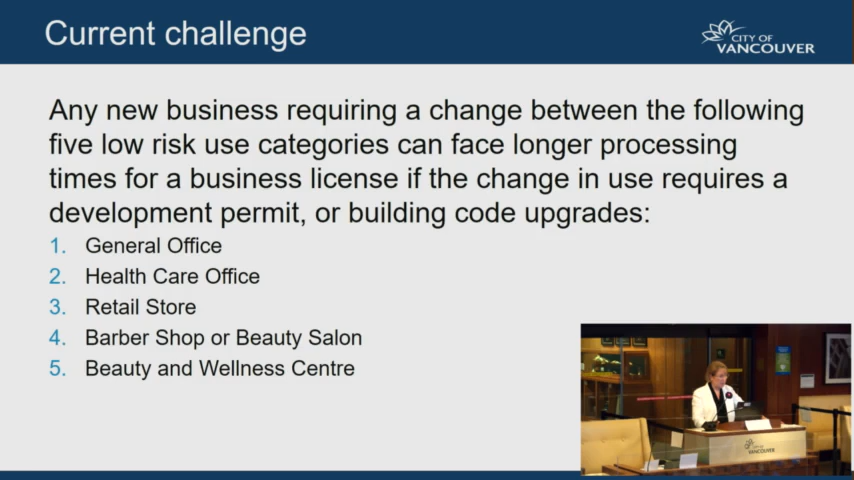 Current challenge
CITY OF
VANCOUVER
Any new business requiring a change between the following
five low risk use categories can face longer processing
times for a business license if the change in use requires a
development permit, or building code upgrades:
1. General Office
2. Health Care Office
3. Retail Store
4. Barber Shop or Beauty Salon
5. Beauty and Wellness Centre
CITY OF
VANCOUVER